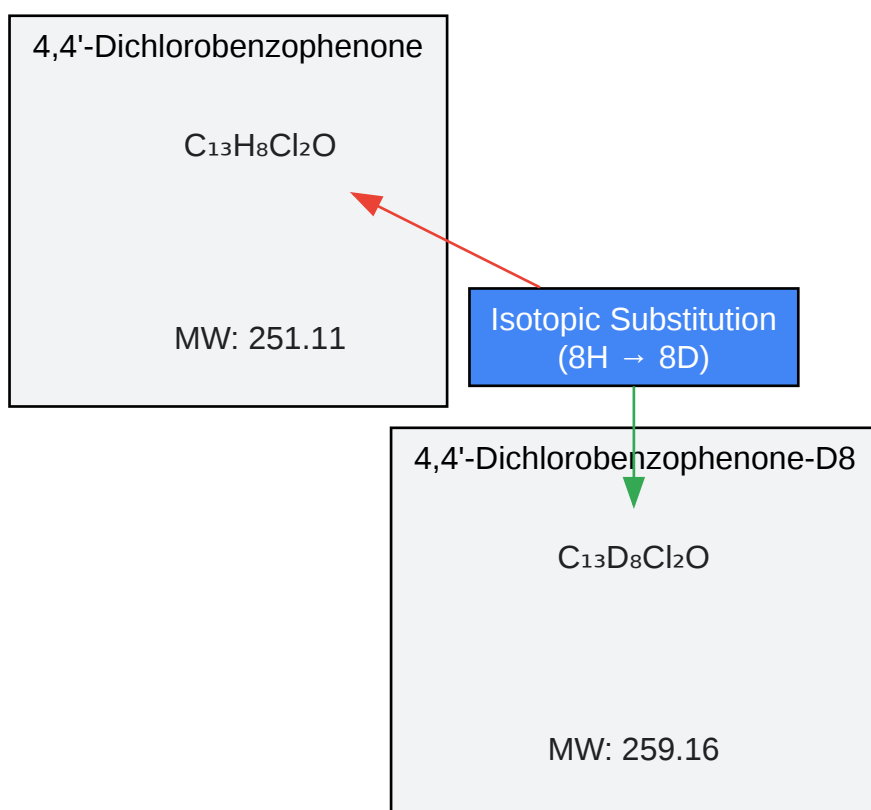 4,4'-Dichlorobenzophenone
C₁₃H₈Cl₂O
MW: 251.11
Isotopic Substitution
(8H → 8D)
4,4'-Dichlorobenzophenone-D8
C₁₃D₈Cl₂O
MW: 259.16